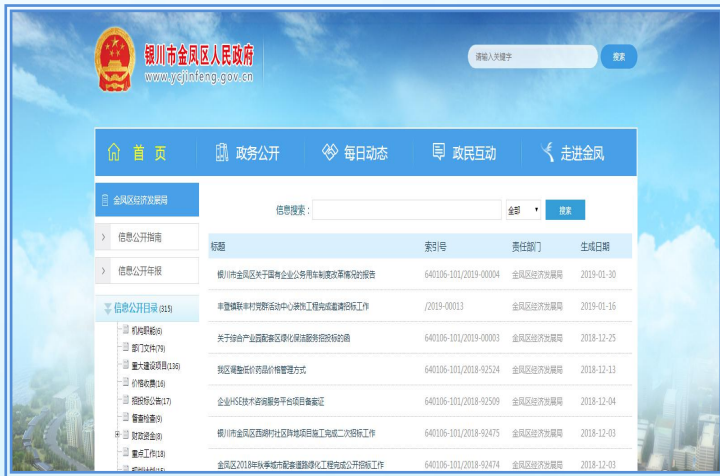 银川市金凤区人民政府
www.ycjinfeng.gov.cn
请输入关键字
搜索
首 页
政务公开
每日动态
政民互动
走进金凤
金凤区经济发展局
信息公开指南
信息公开年报
信息公开目录 (315)
机构职能(6)
部门文件(79)
重大建设项目(136)
价格收费(16)
招投标公告(17)
督查检查(9)
财政资金(8)
重点工作(18)
信息搜索：
全部
搜索
标题 索引号 责任部门 生成日期
银川市金凤区关于国有企业公务用车制度改革情况的报告 640106-101/2019-00004 金凤区经济发展局 2019-01-30
丰登镇联丰村党群活动中心装饰工程完成邀请招标工作 /2019-00013 金凤区经济发展局 2019-01-16
关于综合产业园配套区绿化保洁服务招投标的函 640106-101/2019-00003 金凤区经济发展局 2018-12-25
我区调整低价药品价格管理方式 640106-101/2018-92524 金凤区经济发展局 2018-12-13
企业HSE技术咨询服务平台项目备案证 640106-101/2018-92509 金凤区经济发展局 2018-12-04
银川市金凤区西湖村社区阵地项目施工完成二次招标工作 640106-101/2018-92475 金凤区经济发展局 2018-12-03
金凤区2018年秋季城市配套道路绿化工程完成公开招标工作 640106-101/2018-92474 金凤区经济发展局 2018-12-03